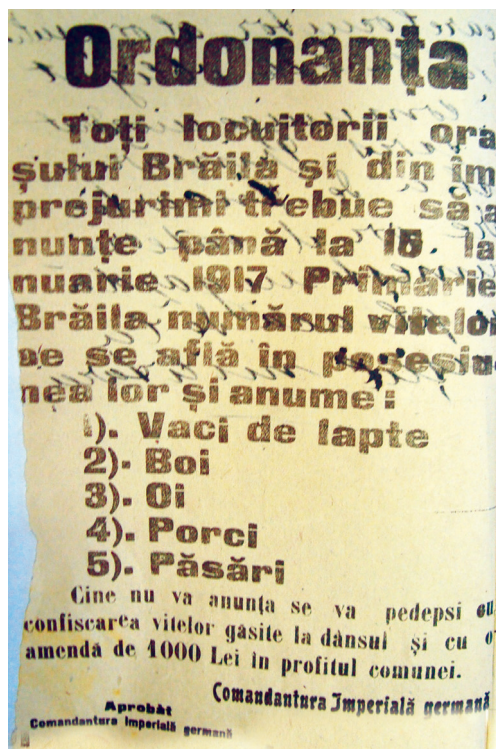 Ordonanța
Toți locuitorii ora
șului Brăila și din îm
prejurimi trebue să a
nunțe până la 15 Ia
nuarie 1917 Primărie
Brăila numărul vitelor
ce se află în posesiu-
nea lor și anume:
1). Vaci de lapte
2). Boi
3). Oi
4). Porci
5). Păsări
Cine nu va anunța se va pedepsi cu
confiscarea vitelor găsite la dânsul și cu o
amendă de 1000 Lei în profitul comunei.
Comandantura Imperială germană
Aprobat
Comandantura Imperială germană